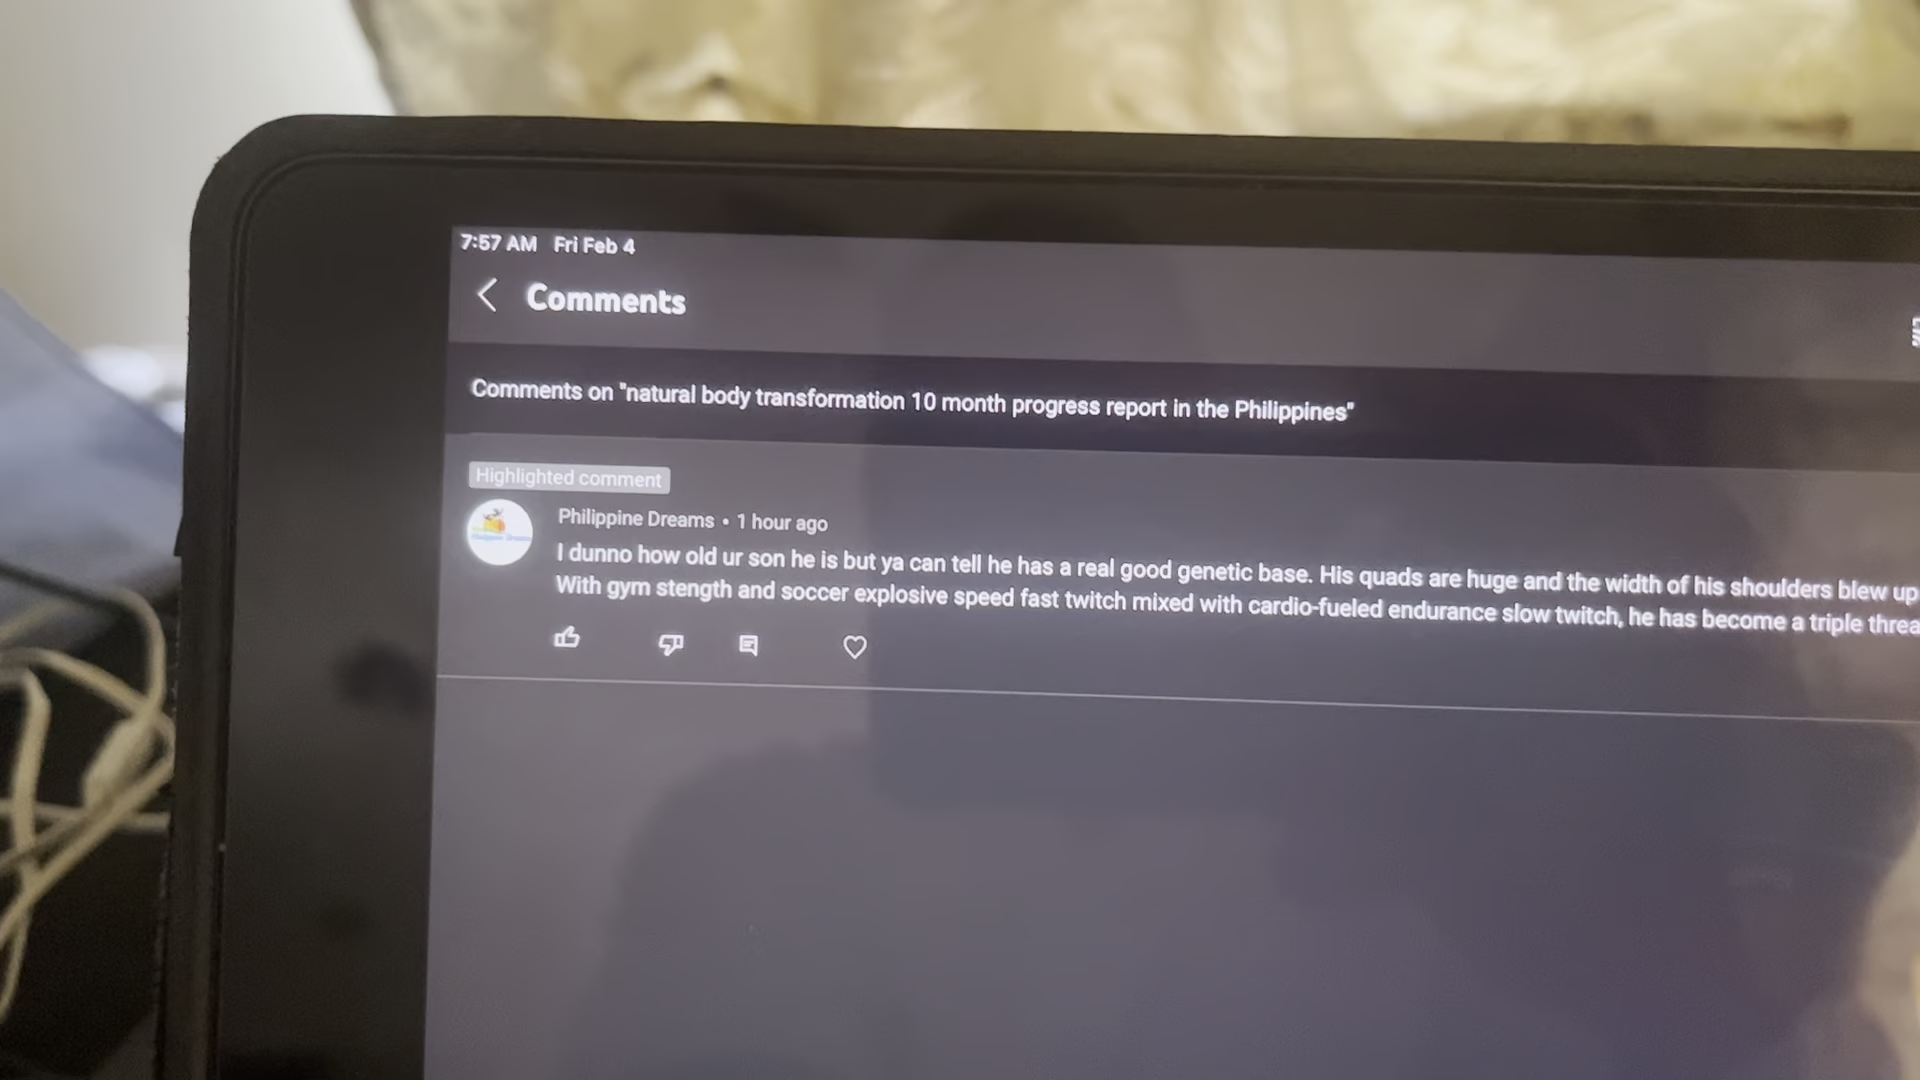 7:57 AM Fri Feb 4
Comments
Comments on "natural body transformation 10 month progress report in the Philippines"
Highlighted comment
Philippine Dreams • 1 hour ago
I dunno how old ur son he is but ya can tell he has a real good genetic base. His quads are huge and the width of his shoulders blew up
With gym stength and soccer explosive speed fast twitch mixed with cardio-fueled endurance slow twitch, he has become a triple